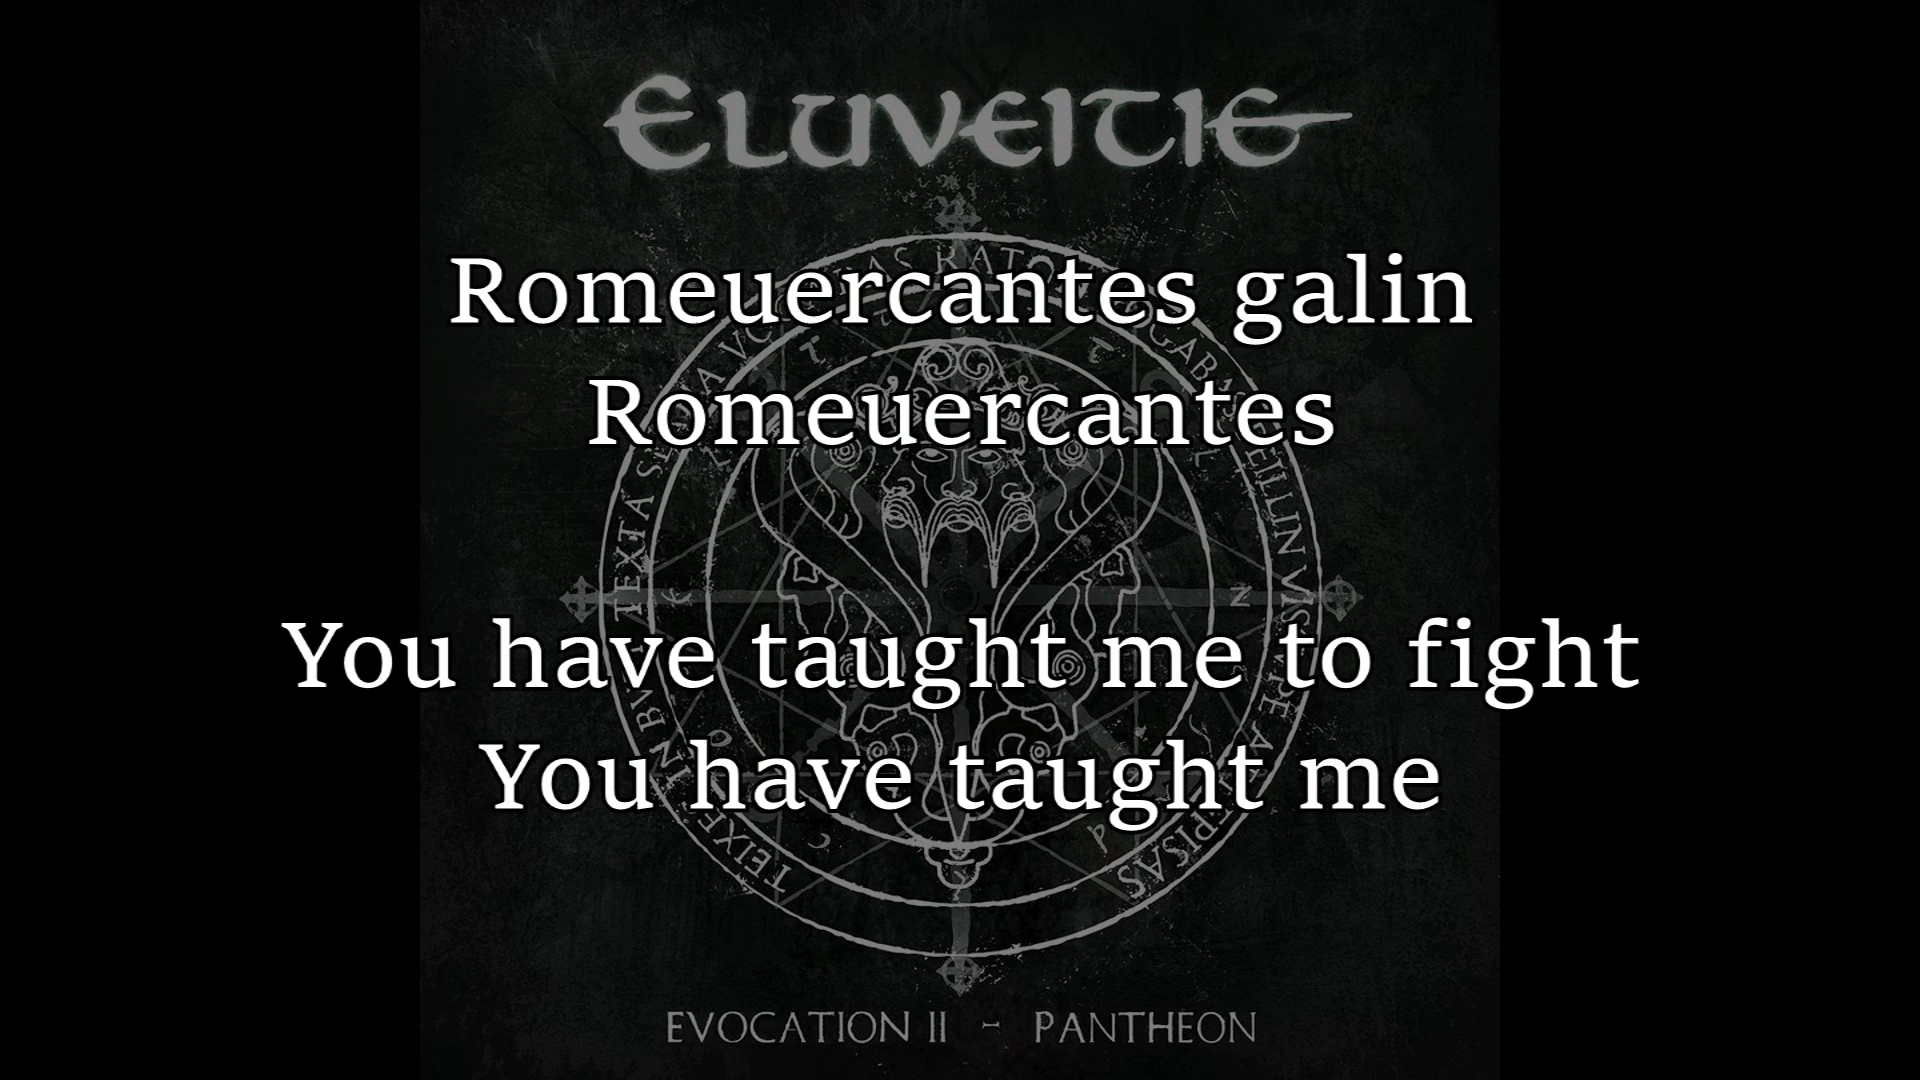 ELUVEITIE
Romeuercantes galin
Romeuercantes
You have taught me to fight
You have taught me
EVOCATION II - PANTHEON